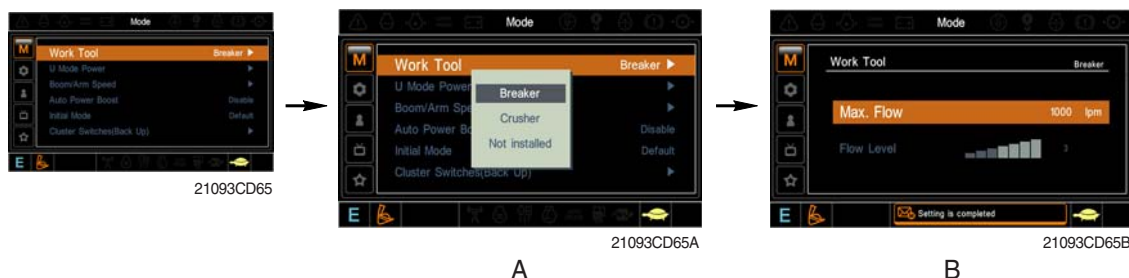 Mode
M
Work Tool Breaker ▶
U Mode Power ▶
Boom/Arm Speed ▶
Auto Power Boost Disable
Initial Mode Default
Cluster Switches(Back Up) ▶
E
21093CD65
Mode
M
Work Tool Breaker ▶
U Mode Power ▶
Boom/Arm Spe ▶
Auto Power Bo Disable
Initial Mode Default
Cluster Switches(Back Up) ▶
Breaker
Crusher
Not installed
E
21093CD65A
A
Mode
M
Work Tool Breaker
Max. Flow 1000 lpm
Flow Level 3
E
Setting is completed
21093CD65B
B